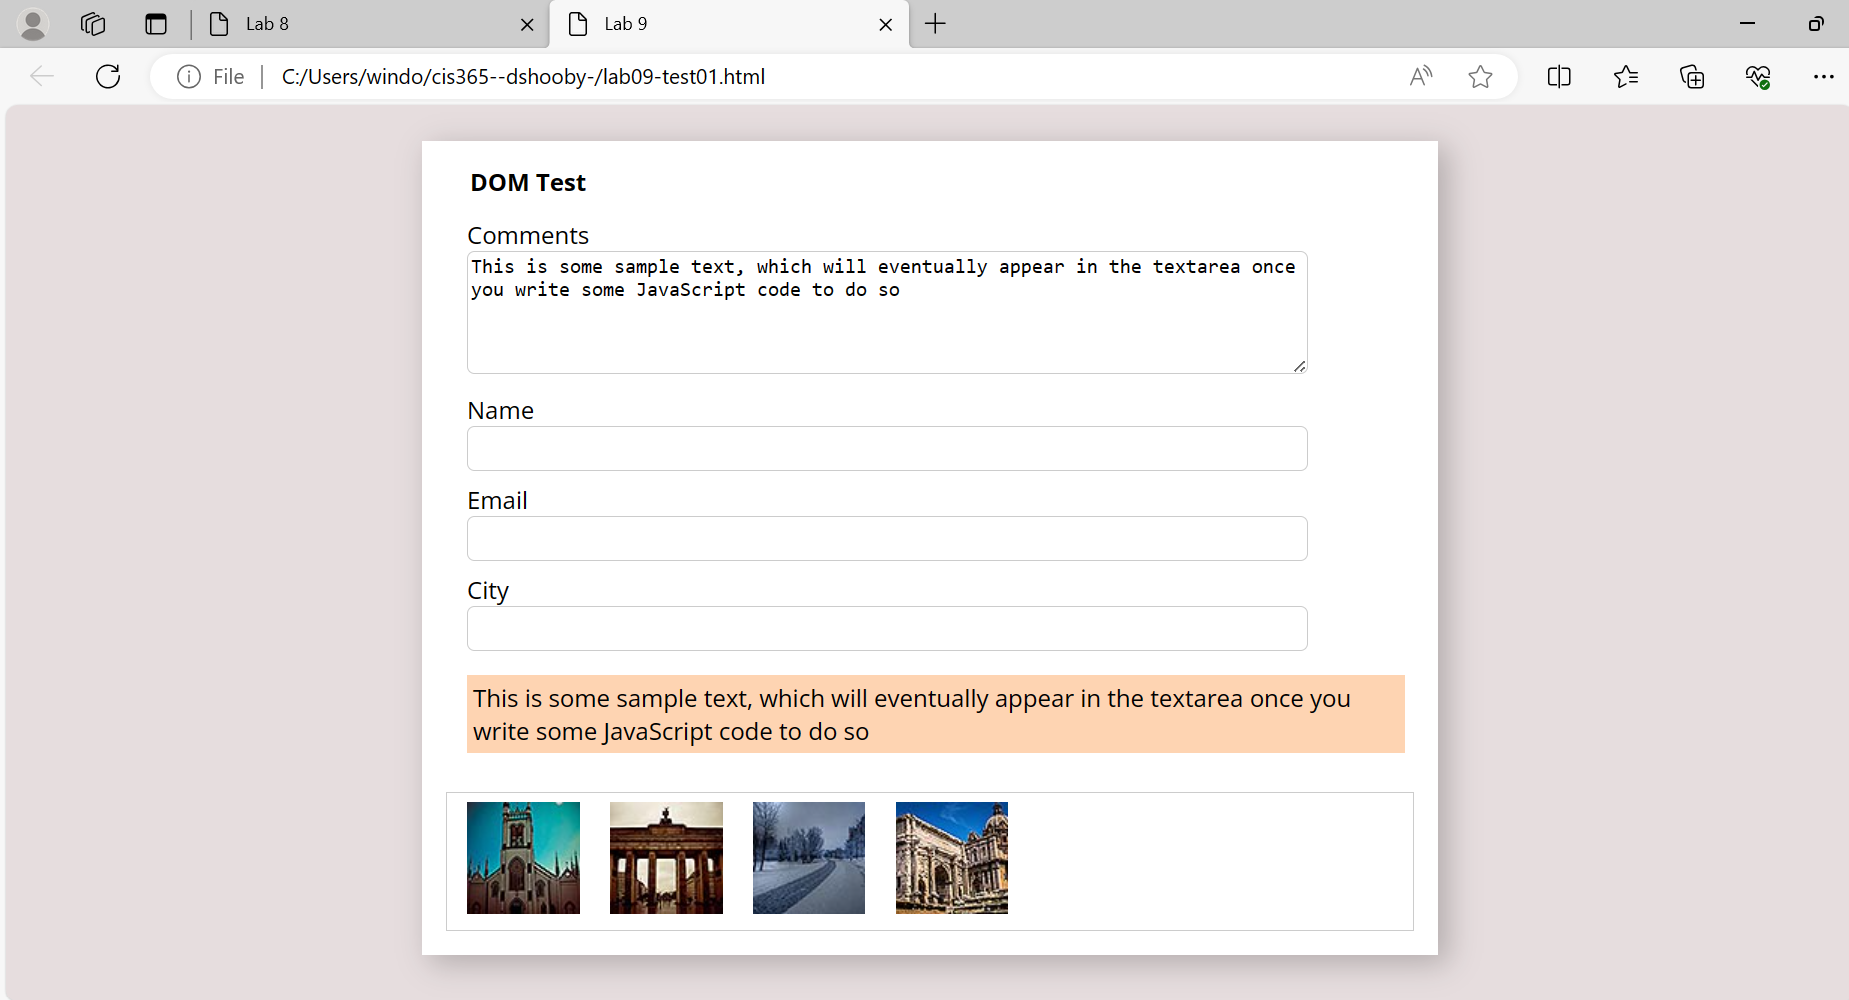 Lab 8
Lab 9
File
C:/Users/windo/cis365--dshooby-/lab09-test01.html
DOM Test
Comments
This is some sample text, which will eventually appear in the textarea once
you write some JavaScript code to do so
Name
Email
City
This is some sample text, which will eventually appear in the textarea once you
write some JavaScript code to do so